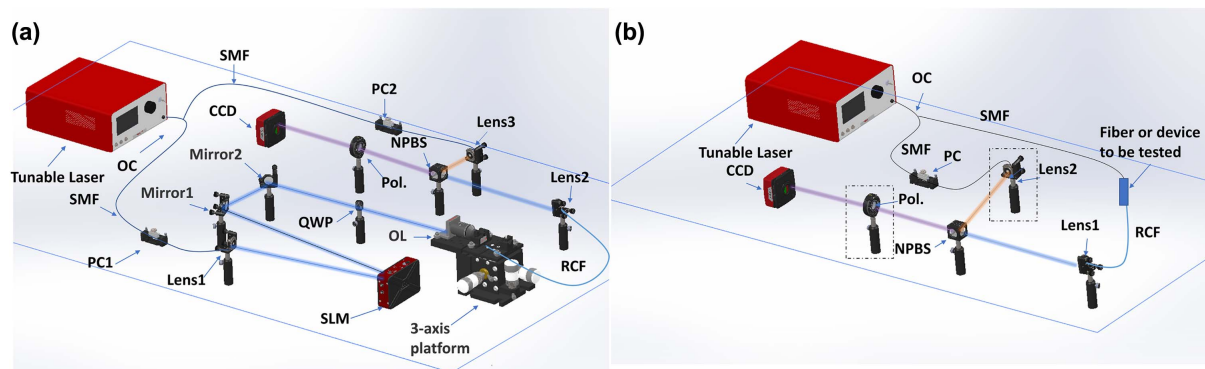 (a)
SMF
PC2
CCD
NPBS
Lens3
OC
Mirror2
Tunable Laser
Pol.
Lens2
SMF
Mirror1
QWP
OL
PC1
Lens1
RCF
SLM
3-axis
platform
(b)
OC
SMF
Fiber or device
to be tested
SMF
PC
Tunable Laser
CCD
Lens2
Pol.
Lens1
RCF
NPBS